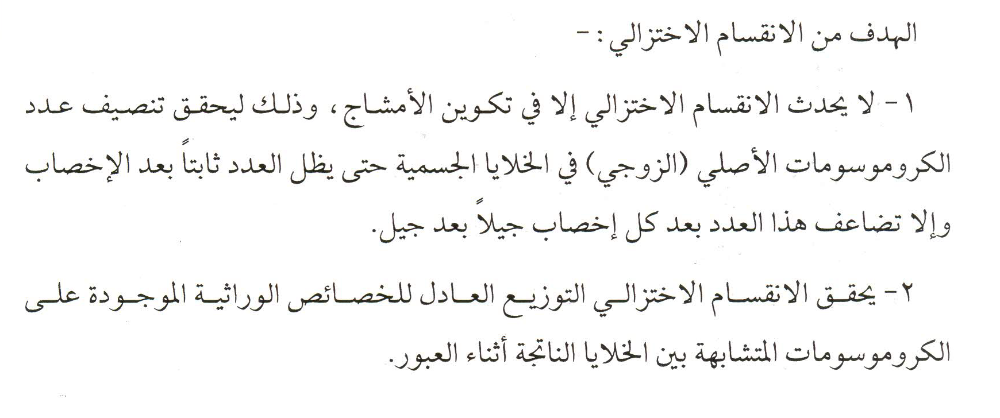 الهدف من الانقسام الاختزالي : -
١ - لا يحدث الانقسام الاختزالي إلا في تكوين الأمشاج ، وذلك ليحقق تنصيف عدد
الكروموسومات الأصلي (الزوجي) في الخلايا الجسمية حتى يظل العدد ثابتاً بعد الإخصاب
وإلا تضاعف هذا العدد بعد كل إخصاب جيلاً بعد جيل.
٢ - يحقق الانقسام الاختزالي التوزيع العادل للخصائص الوراثية الموجودة على
الكروموسومات المتشابهة بين الخلايا الناتجة أثناء العبور.